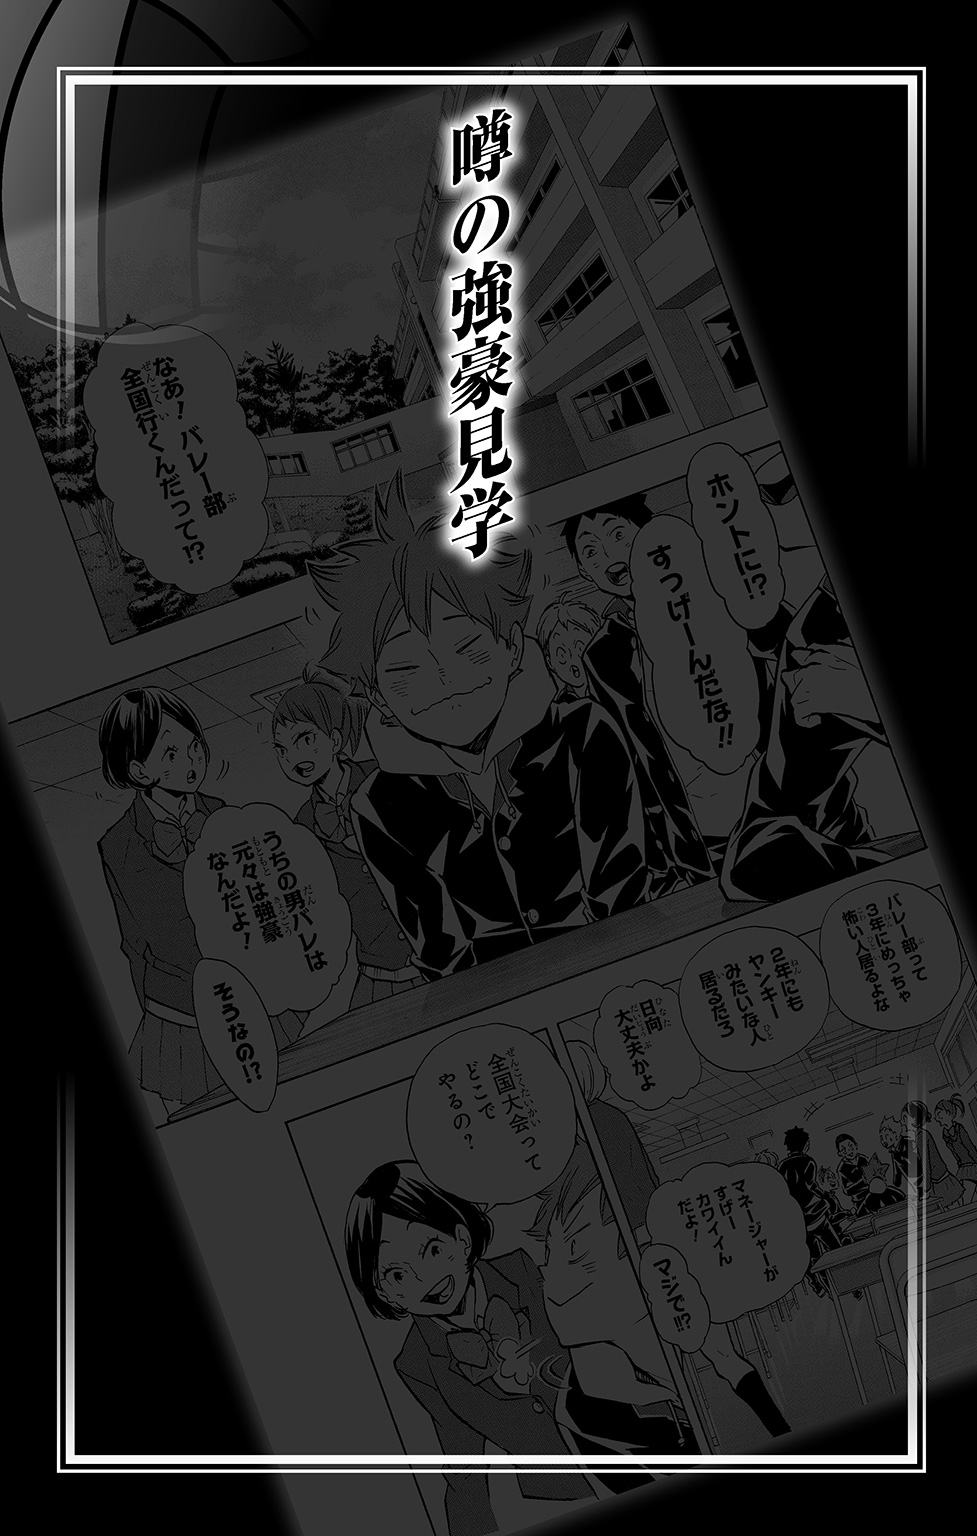 噂の強豪見学
なぁ！バレー部
全国行くんだって!?
ホントに!?
すっげーんだな!!
うちの男バレは
元々は強豪
なんだよ！
そうなの!?
バレー部って
3年にめっちゃ
怖い人居るよな
2年にも
ヤンキー
みたいな人
居るだろ
日向
大丈夫かよ
マネージャーが
すげー
カワイイん
だよ！
マジで!!?
全国大会って
どこで
やるの？